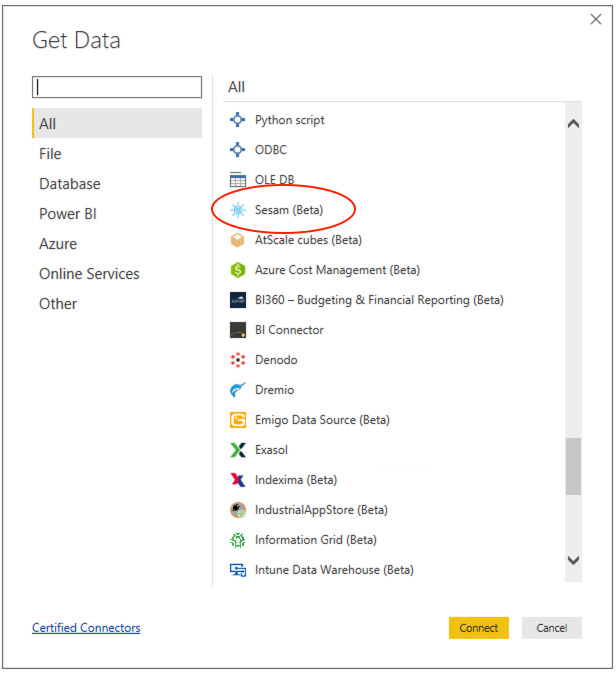 Get Data
All
File
Database
Power BI
Azure
Online Services
Other
All
Python script
ODBC
OLE DB
Sesam (Beta)
AtScale cubes (Beta)
Azure Cost Management (Beta)
BI360 – Budgeting & Financial Reporting (Beta)
BI Connector
Denodo
Dremio
Emigo Data Source (Beta)
Exasol
Indexima (Beta)
IndustrialAppStore (Beta)
Information Grid (Beta)
Intune Data Warehouse (Beta)
Certified Connectors
Connect
Cancel